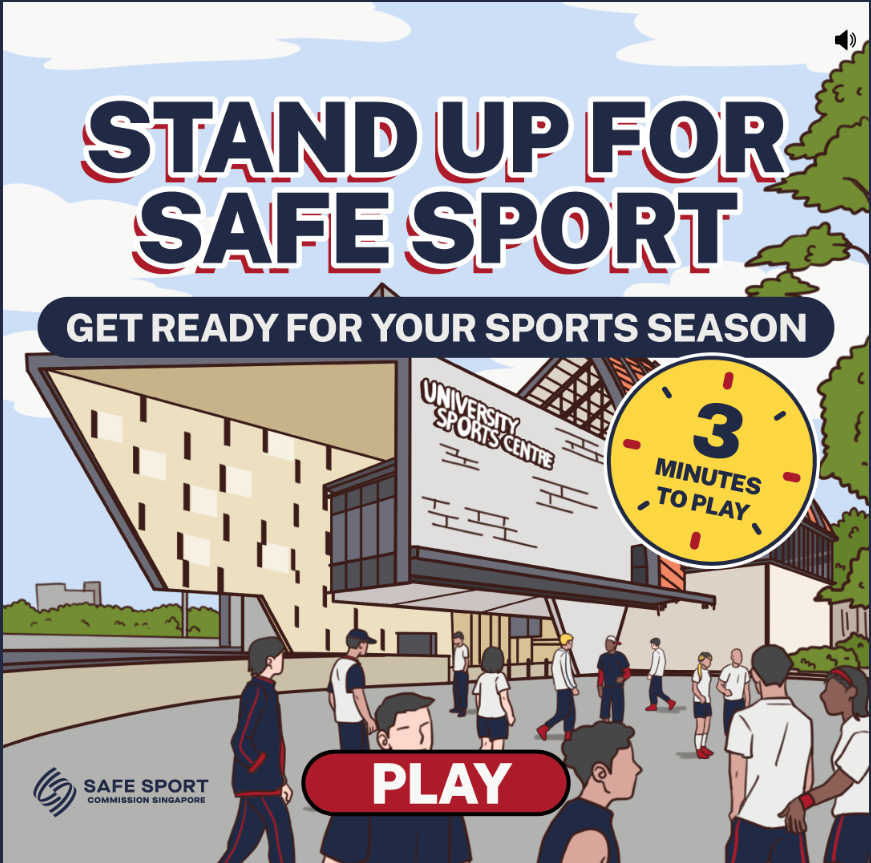 STAND UP FOR
SAFE SPORT
GET READY FOR YOUR SPORTS SEASON
UNIVERSITY
SPORTS CENTRE
3
MINUTES
TO PLAY
PLAY
SAFE SPORT
COMMISSION SINGAPORE